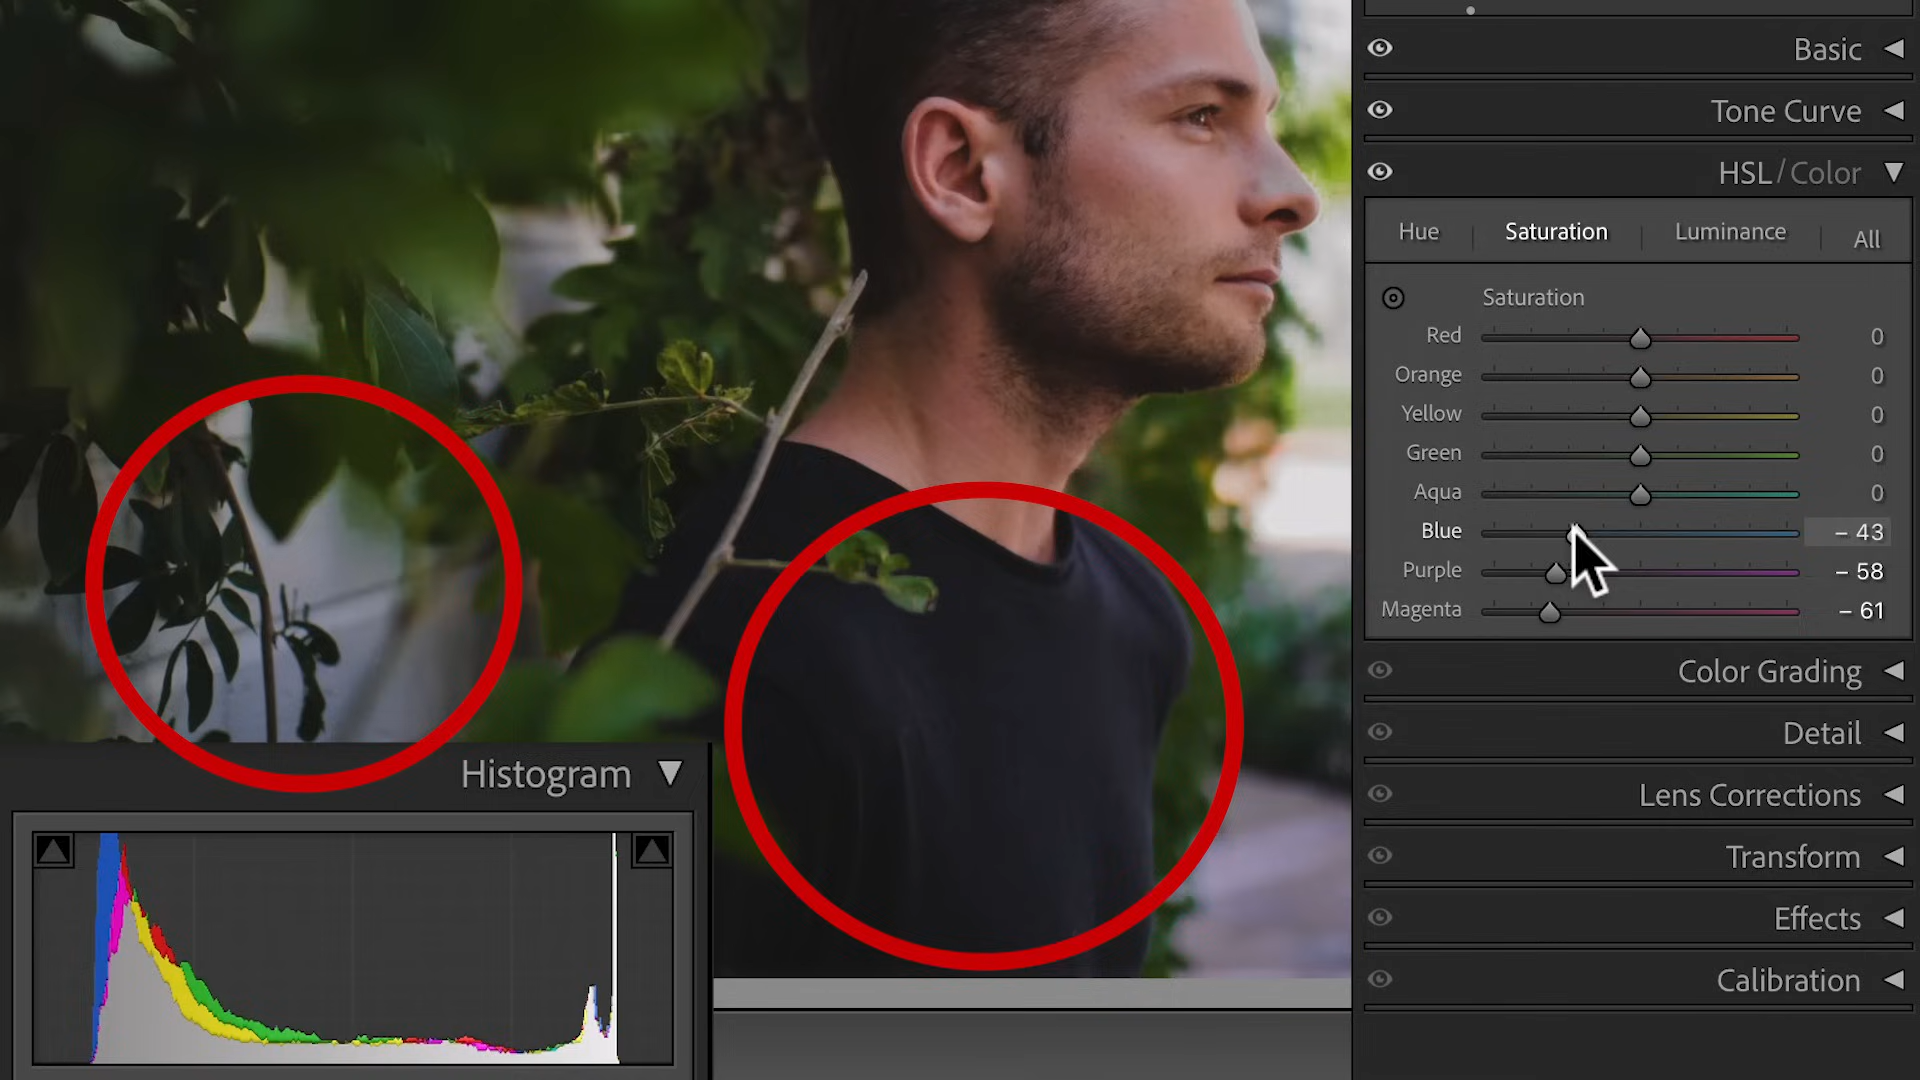 Basic
Tone Curve
HSL / Color
Hue Saturation Luminance All
Saturation
Red 0
Orange 0
Yellow 0
Green 0
Aqua 0
Blue – 43
Purple – 58
Magenta – 61
Color Grading
Detail
Lens Corrections
Transform
Effects
Calibration
Histogram